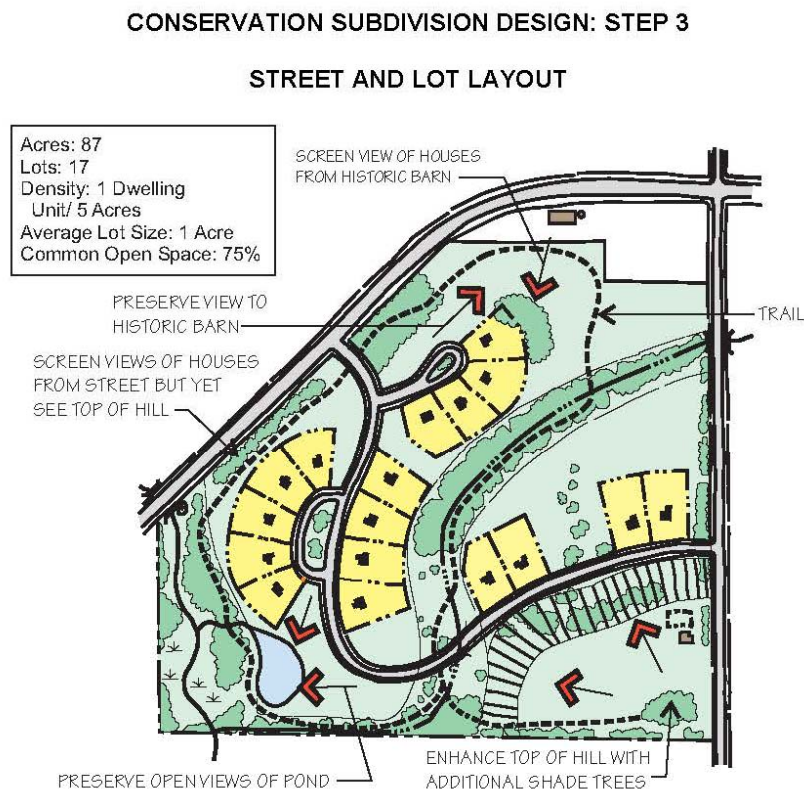 CONSERVATION SUBDIVISION DESIGN: STEP 3
STREET AND LOT LAYOUT
Acres: 87
Lots: 17
Density: 1 Dwelling
Unit/ 5 Acres
Average Lot Size: 1 Acre
Common Open Space: 75%
SCREEN VIEW OF HOUSES
FROM HISTORIC BARN
PRESERVE VIEW TO
HISTORIC BARN
TRAIL
SCREEN VIEWS OF HOUSES
FROM STREET BUT YET
SEE TOP OF HILL
PRESERVE OPEN VIEWS OF POND
ENHANCE TOP OF HILL WITH
ADDITIONAL SHADE TREES